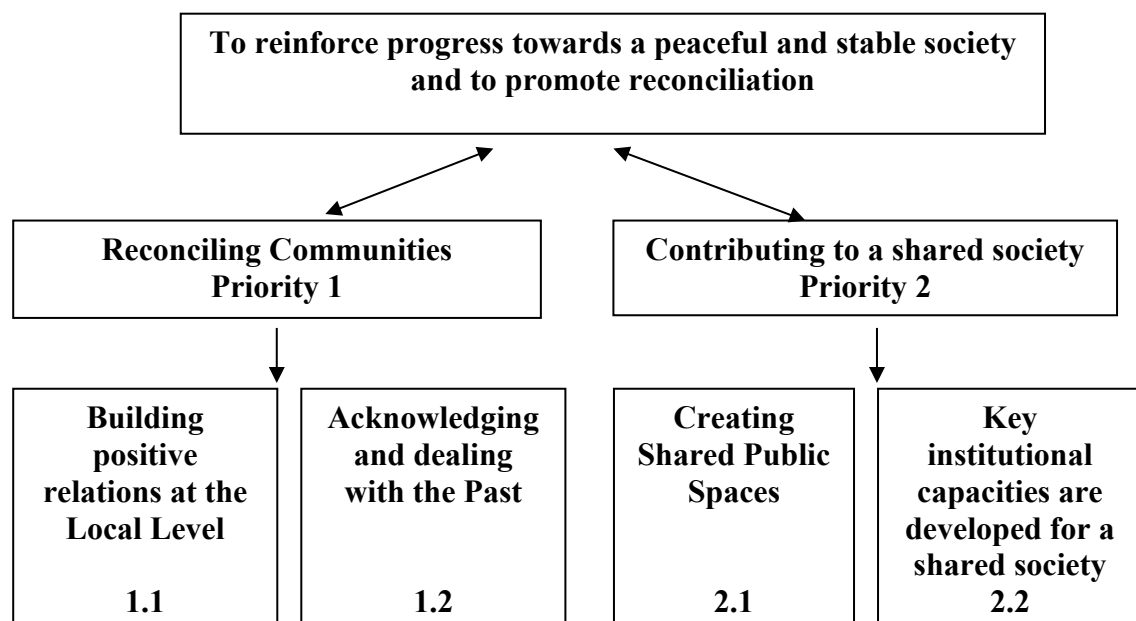 To reinforce progress towards a peaceful and stable society
and to promote reconciliation
Reconciling Communities
Priority 1
Contributing to a shared society
Priority 2
Building
positive
relations at the
Local Level
1.1
Acknowledging
and dealing
with the Past
1.2
Creating
Shared Public
Spaces
2.1
Key
institutional
capacities are
developed for a
shared society
2.2